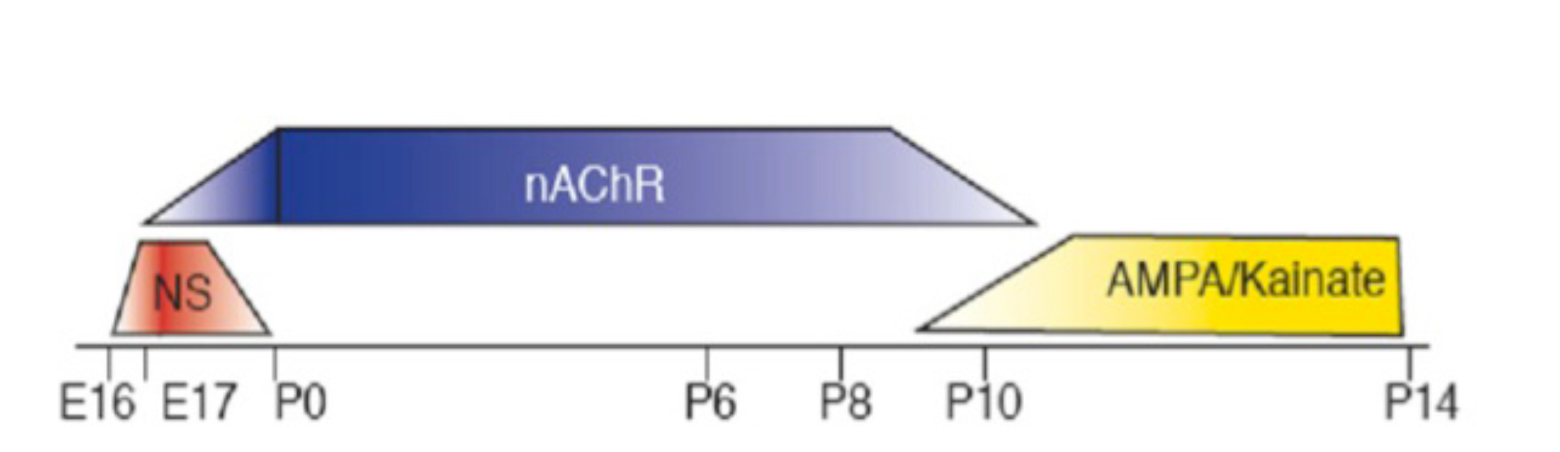 nAChR
NS
AMPA/Kainate
E16 E17 P0 P6 P8 P10 P14